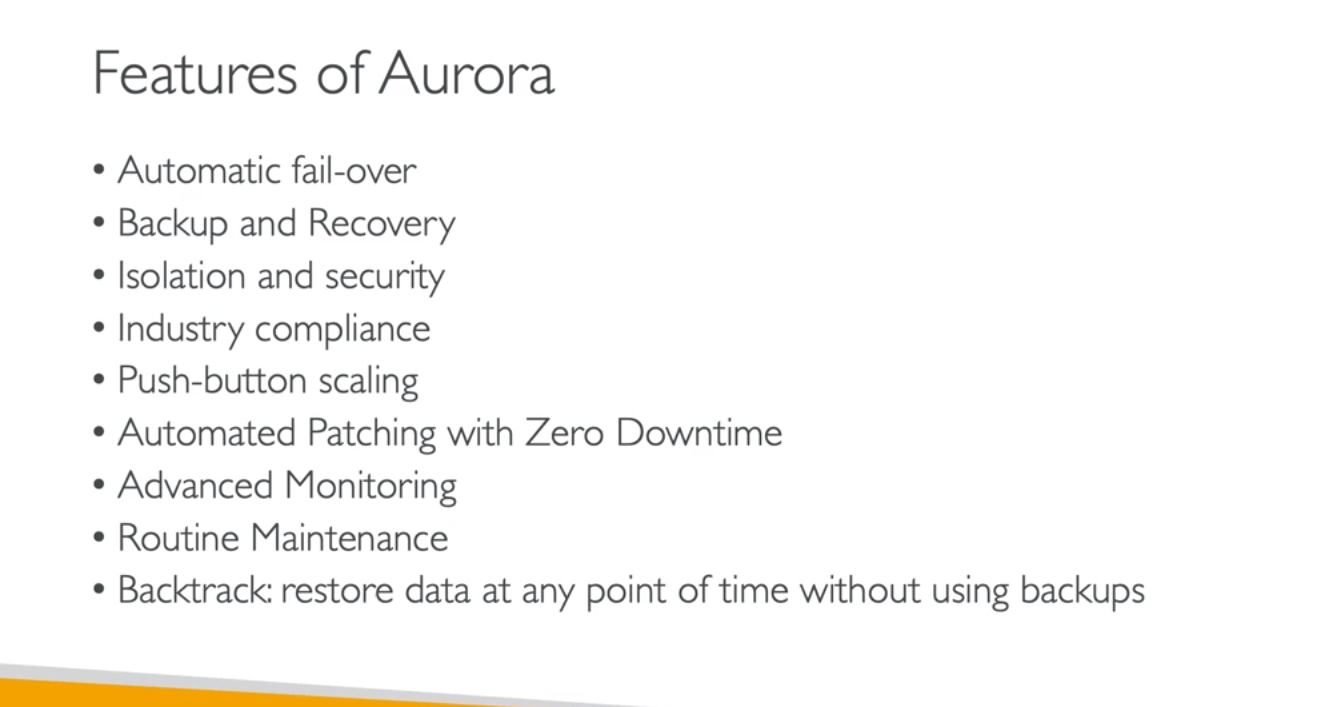 Features of Aurora
• Automatic fail-over
• Backup and Recovery
• Isolation and security
• Industry compliance
• Push-button scaling
• Automated Patching with Zero Downtime
• Advanced Monitoring
• Routine Maintenance
• Backtrack: restore data at any point of time without using backups